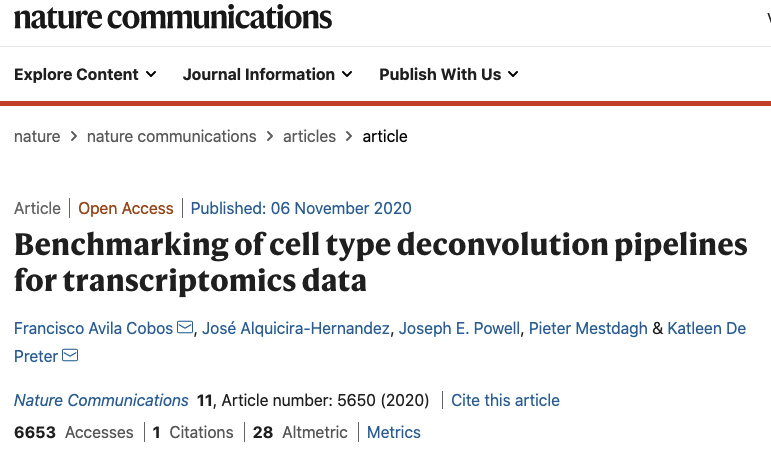 nature communications
Explore Content Journal Information Publish With Us
nature > nature communications > articles > article
Article | Open Access | Published: 06 November 2020
Benchmarking of cell type deconvolution pipelines
for transcriptomics data
Francisco Avila Cobos, José Alquicira-Hernandez, Joseph E. Powell, Pieter Mestdagh & Katleen De
Preter
Nature Communications 11, Article number: 5650 (2020) | Cite this article
6653 Accesses | 1 Citations | 28 Altmetric | Metrics